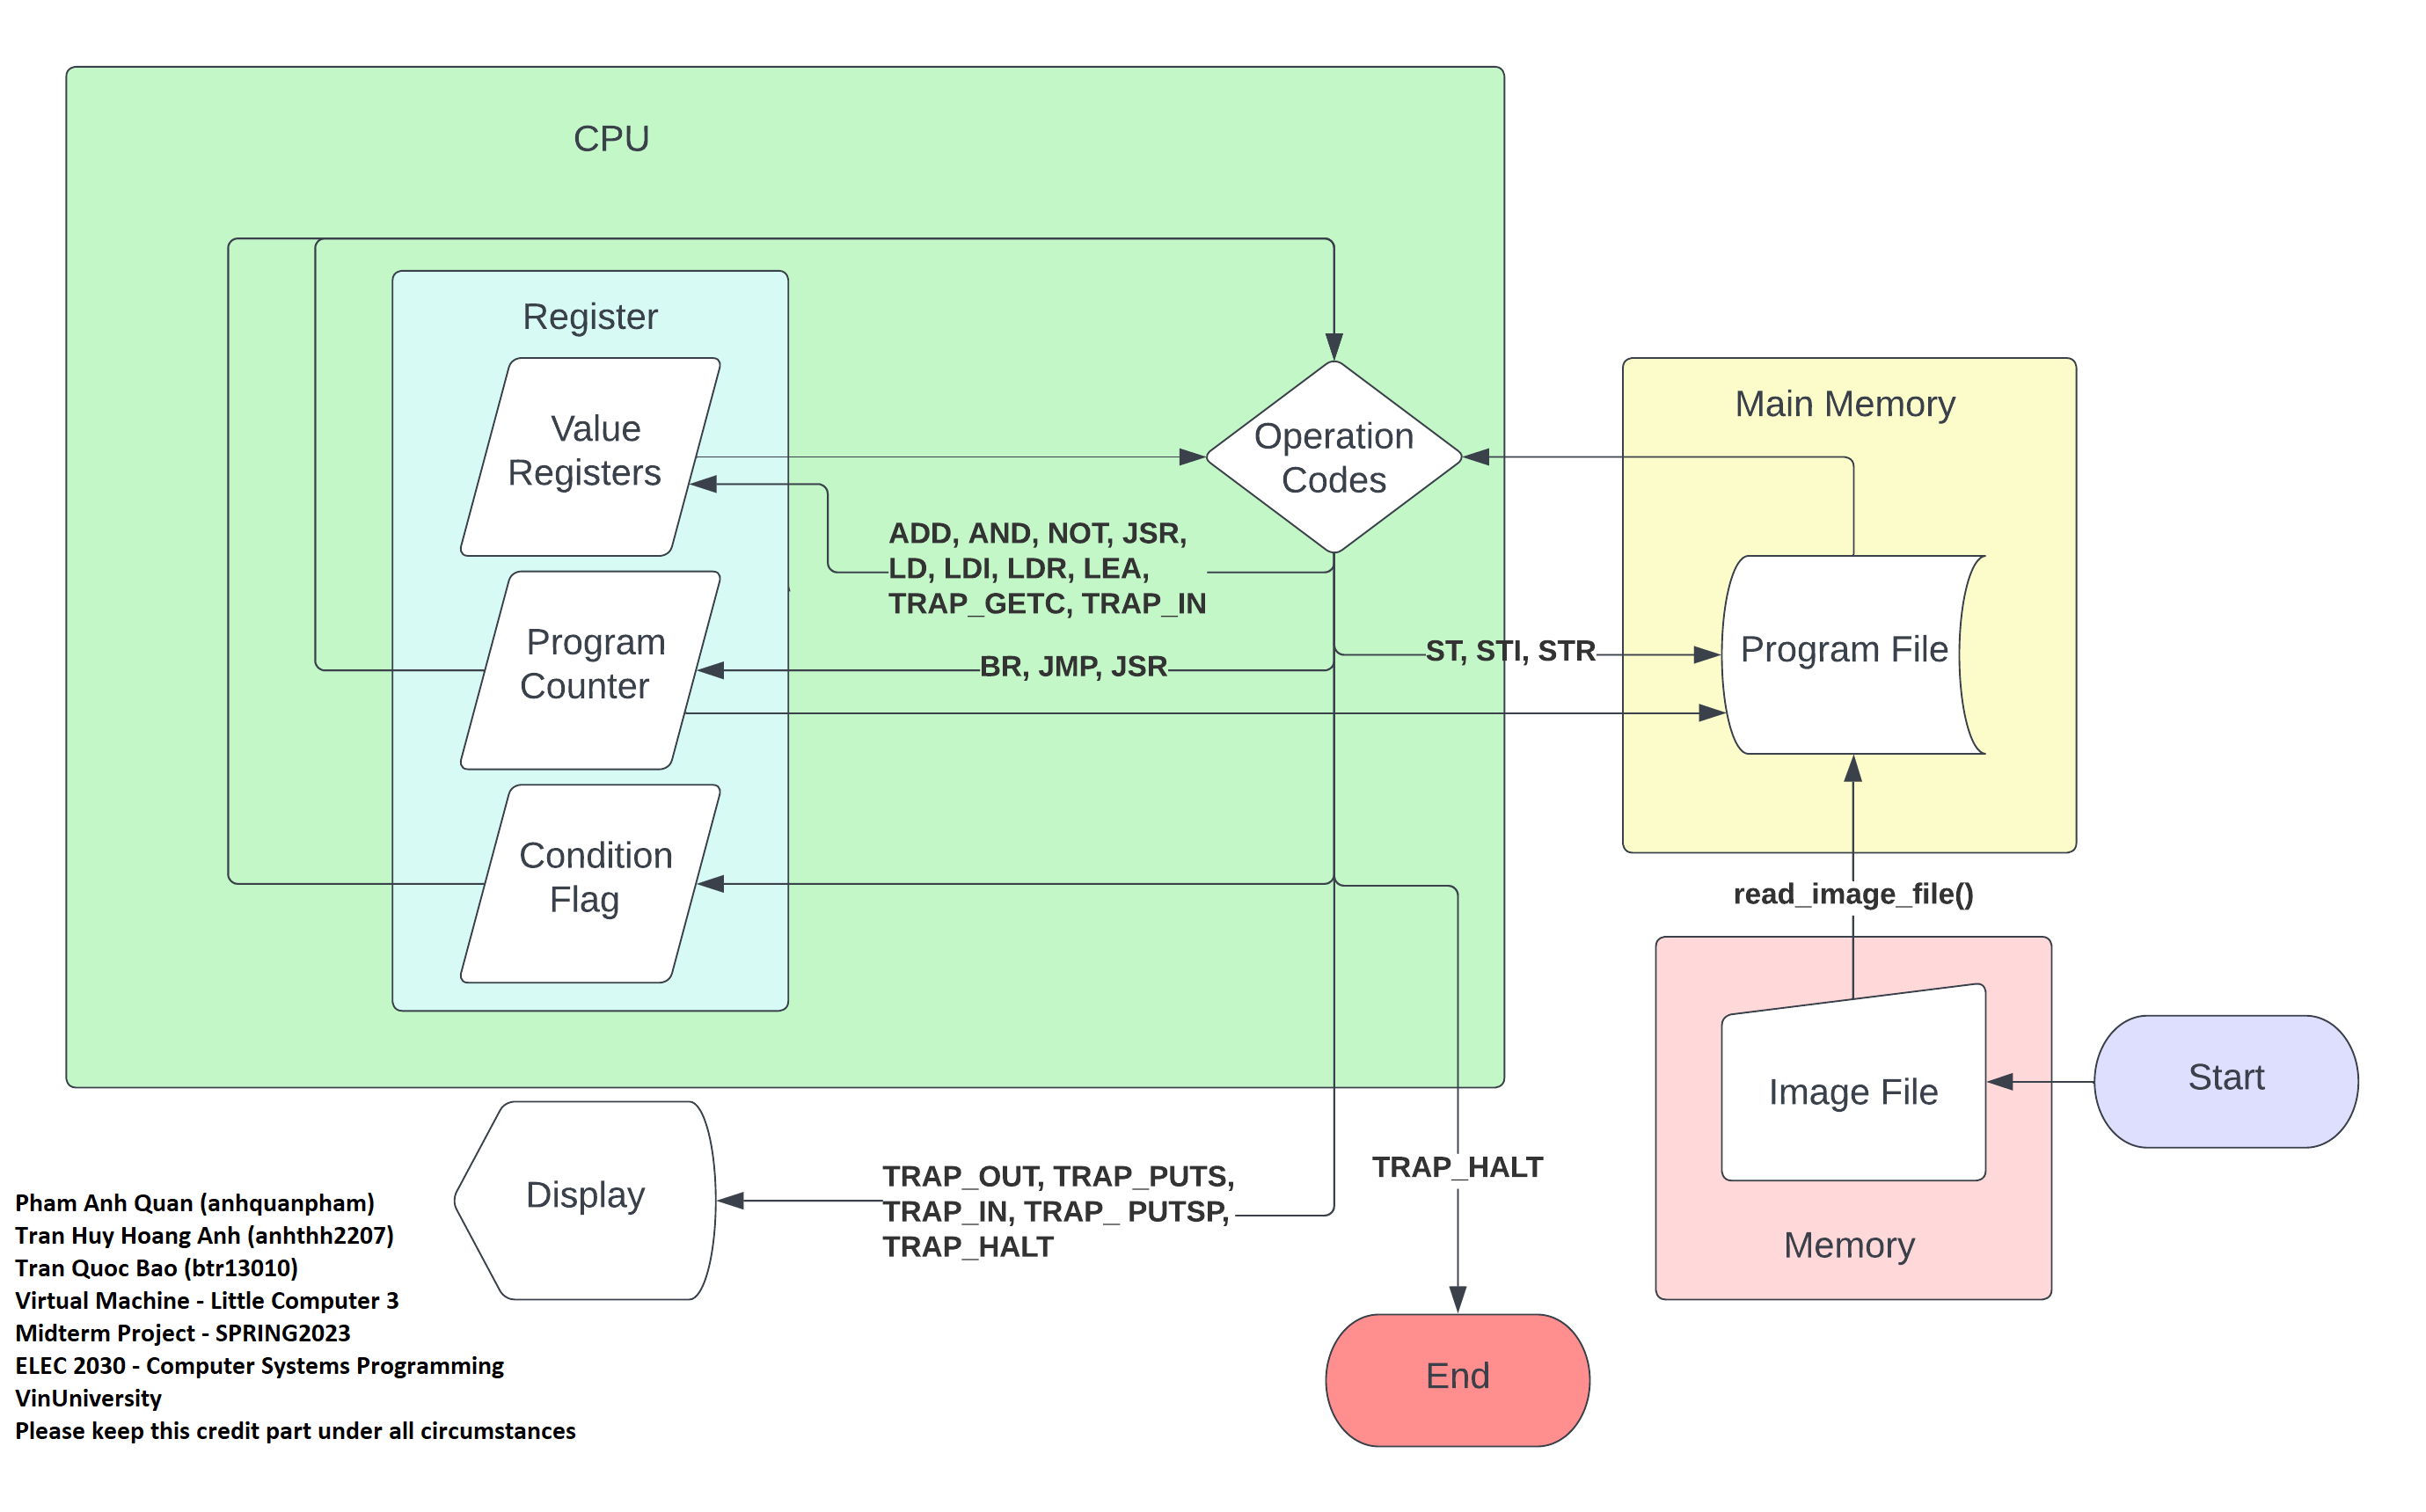 CPU
Register
Value
Registers
Operation
Codes
Main Memory
ADD, AND, NOT, JSR,
LD, LDI, LDR, LEA,
TRAP_GETC, TRAP_IN
Program
Counter
BR, JMP, JSR
ST, STI, STR
Program File
Condition
Flag
read_image_file()
Image File
Memory
Start
Display
TRAP_OUT, TRAP_PUTS,
TRAP_IN, TRAP_ PUTSP,
TRAP_HALT
TRAP_HALT
End
Pham Anh Quan (anhquanpham)
Tran Huy Hoang Anh (anhthh2207)
Tran Quoc Bao (btr13010)
Virtual Machine - Little Computer 3
Midterm Project - SPRING2023
ELEC 2030 - Computer Systems Programming
VinUniversity
Please keep this credit part under all circumstances